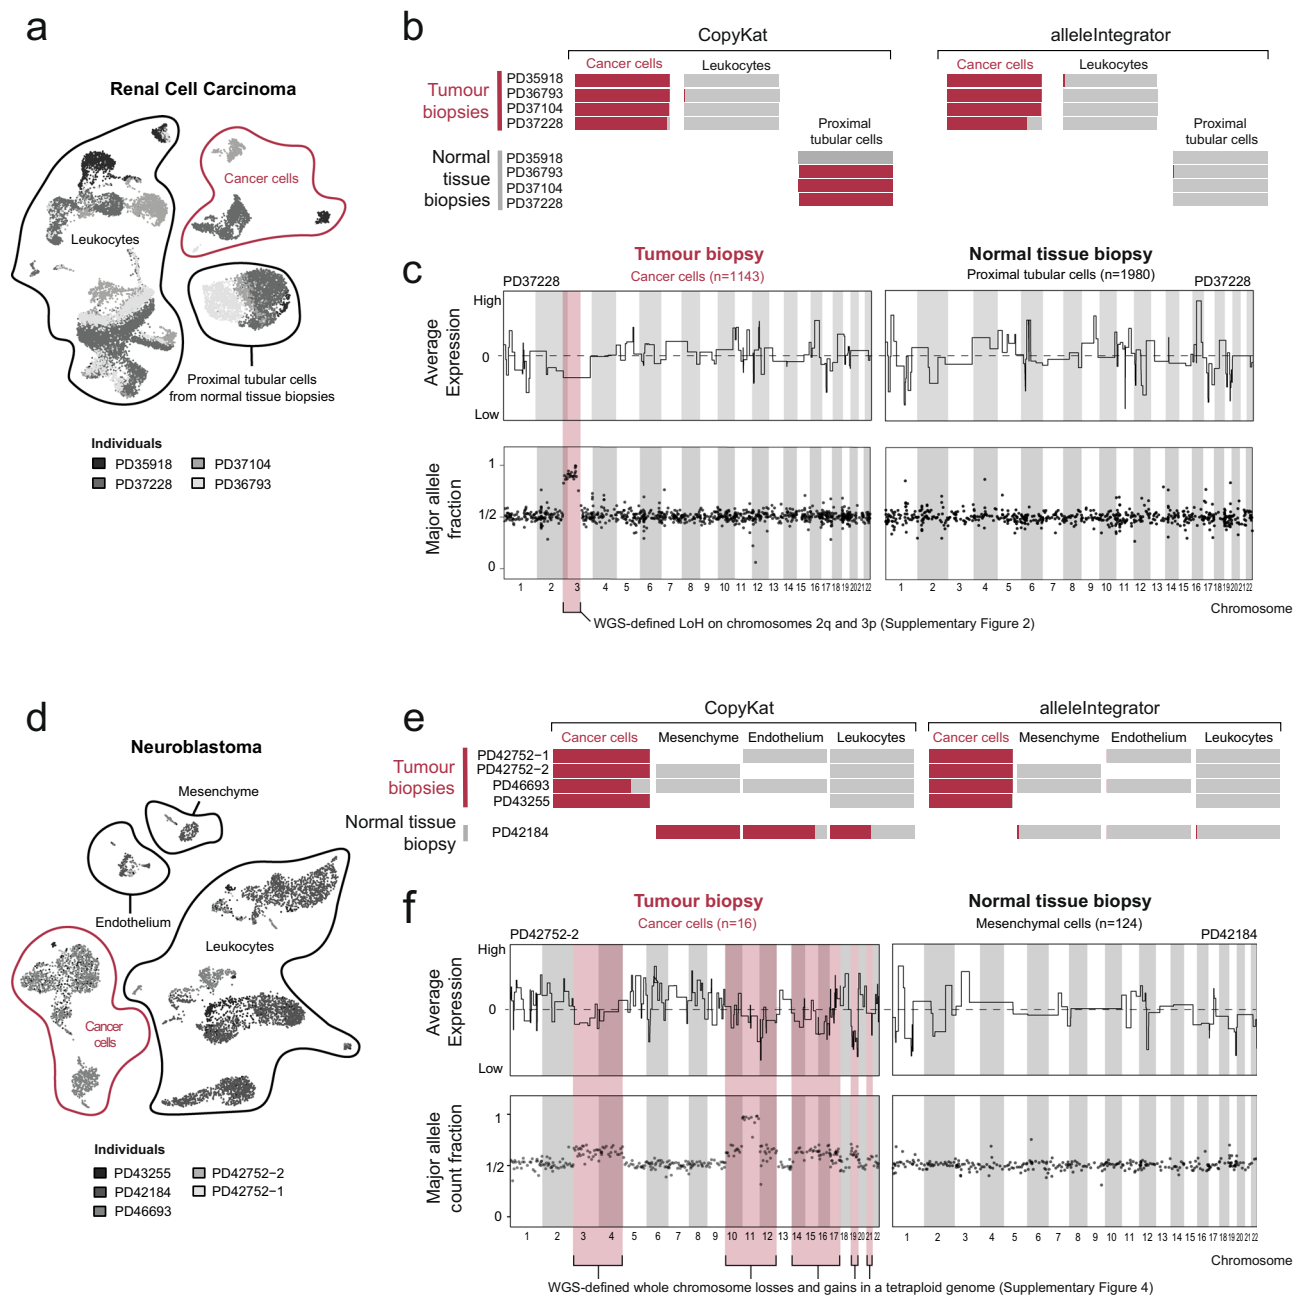 a
Renal Cell Carcinoma
Cancer cells
Leukocytes
Proximal tubular cells
from normal tissue biopsies
Individuals
PD35918
PD37104
PD37228
PD36793
b
CopyKat
alleleIntegrator
Cancer cells
Leukocytes
Cancer cells
Leukocytes
Tumour
biopsies
PD35918
PD36793
PD37104
PD37228
Proximal
tubular cells
Proximal
tubular cells
Normal
tissue
biopsies
PD35918
PD36793
PD37104
PD37228
c
Tumour biopsy
Cancer cells (n=1143)
PD37228
Normal tissue biopsy
Proximal tubular cells (n=1980)
PD37228
Average
Expression
High
0
Low
Major allele
fraction
1
1/2
0
1 2 3 4 5 6 7 8 9 10 11 12 13 14 15 16 17 18 19 20 21 22
1 2 3 4 5 6 7 8 9 10 11 12 13 14 15 16 17 18 19 20 21 22
Chromosome
WGS-defined LoH on chromosomes 2q and 3p (Supplementary Figure 2)
d
Neuroblastoma
Mesenchyme
Endothelium
Leukocytes
Cancer
cells
Individuals
PD43255
PD42752-2
PD42184
PD42752-1
PD46693
e
CopyKat
alleleIntegrator
Cancer cells
Mesenchyme
Endothelium
Leukocytes
Cancer cells
Mesenchyme
Endothelium
Leukocytes
Tumour
biopsies
PD42752-1
PD42752-2
PD46693
PD43255
Normal tissue
biopsy
PD42184
f
Tumour biopsy
Cancer cells (n=16)
PD42752-2
Normal tissue biopsy
Mesenchymal cells (n=124)
PD42184
Average
Expression
High
0
Low
Major allele
count fraction
1
1/2
0
1 2 3 4 5 6 7 8 9 10 11 12 13 14 15 16 17 18 19 20 21 22
1 2 3 4 5 6 7 8 9 10 11 12 13 14 15 16 17 18 19 20 21 22
Chromosome
WGS-defined whole chromosome losses and gains in a tetraploid genome (Supplementary Figure 4)